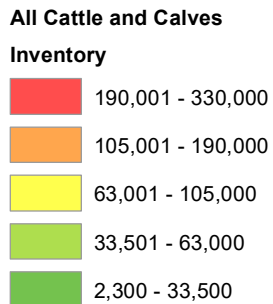 All Cattle and Calves
Inventory
190,001 - 330,000
105,001 - 190,000
63,001 - 105,000
33,501 - 63,000
2,300 - 33,500